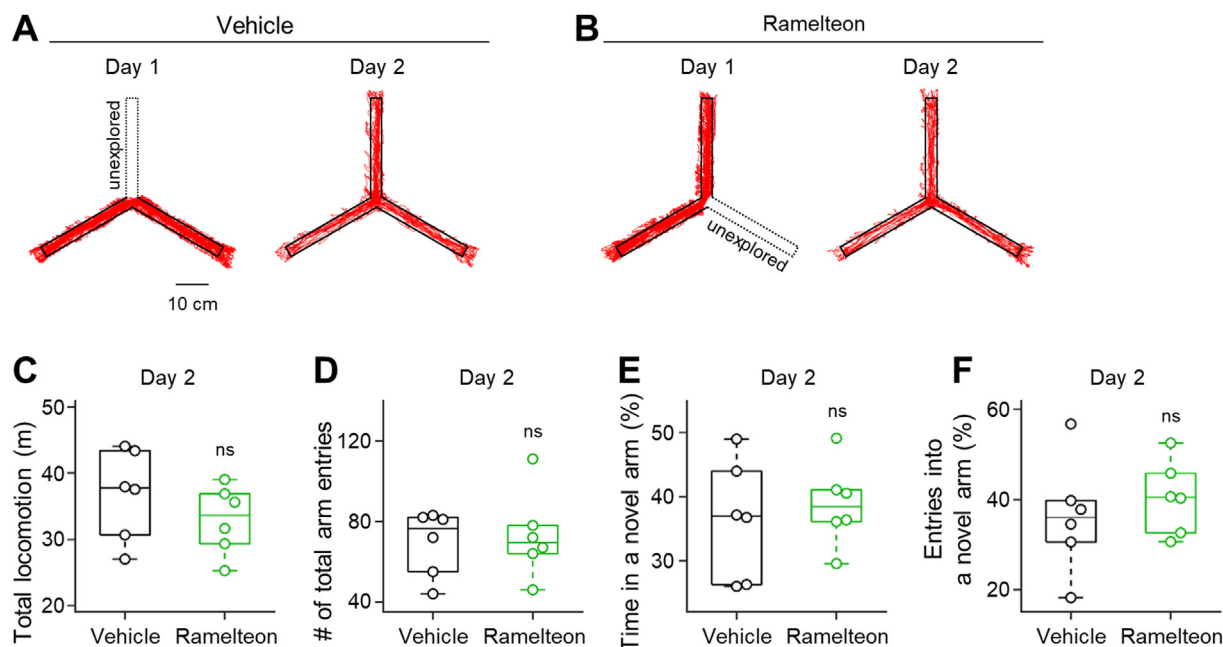 A
Vehicle
Day 1
Day 2
unexplored
10 cm
B
Ramelteon
Day 1
Day 2
unexplored
C
Day 2
Total locomotion (m)
50
40
30
20
ns
Vehicle
Ramelteon
D
Day 2
# of total arm entries
120
80
40
ns
Vehicle
Ramelteon
E
Day 2
Time in a novel arm (%)
50
40
30
ns
Vehicle
Ramelteon
F
Day 2
Entries into
a novel arm (%)
60
40
20
ns
Vehicle
Ramelteon